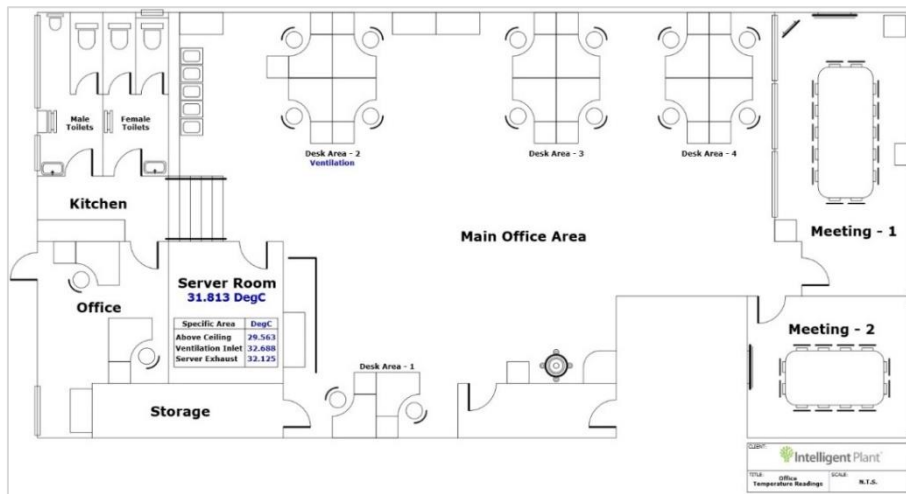 Male
Toilets
Female
Toilets
Desk Area - 2
Ventilation
Desk Area - 3
Desk Area - 4
Kitchen
Main Office Area
Meeting - 1
Server Room
31.813 DegC
Office
Specific Area DegC
Above Ceiling 29.563
Ventilation Inlet 32.688
Server Exhaust 32.125
Meeting - 2
Desk Area - 1
Storage
CLIENT:
Intelligent Plant
TITLE: Office
Temperature Readings
SCALE:
N.T.S.